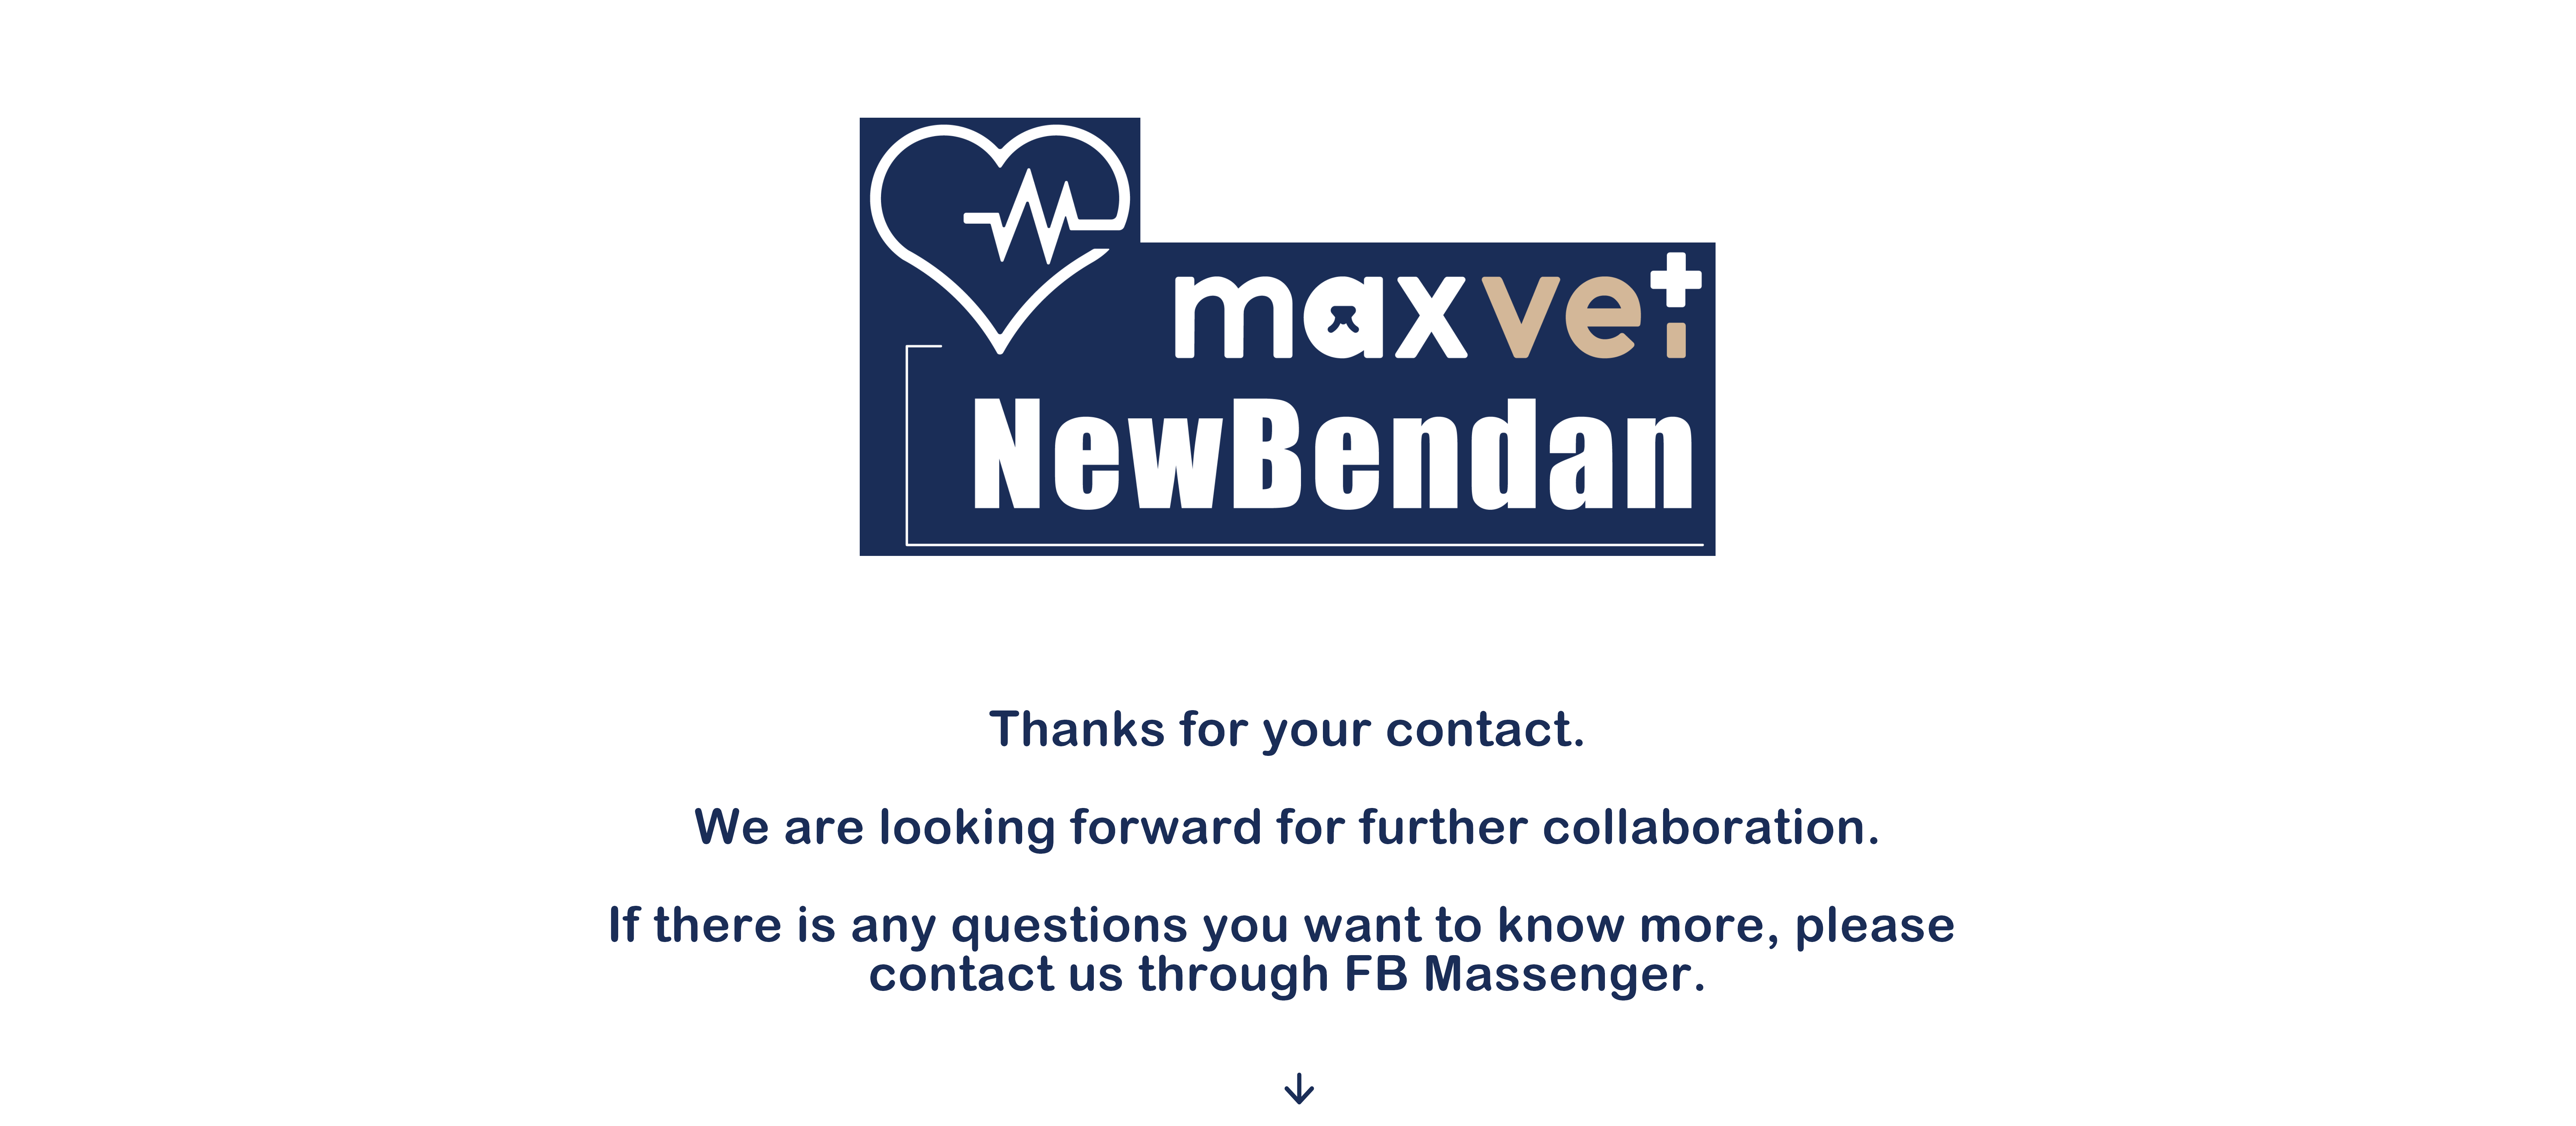 maxvet
NewBendan
Thanks for your contact.
We are looking forward for further collaboration.
If there is any questions you want to know more, please
contact us through FB Massenger.